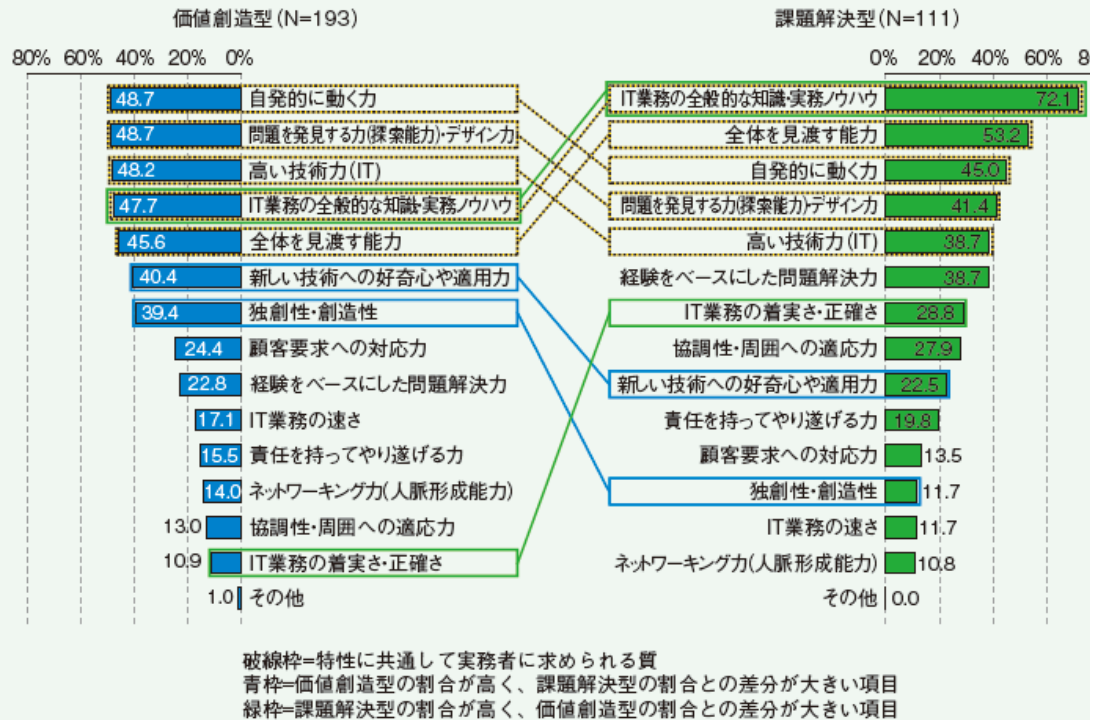 価値創造型(N=193)
80% 60% 40% 20% 0%
48.7 自発的に動く力
48.7 問題を発見する力(探索能力)・デザイン力
48.2 高い技術力(IT)
47.7 IT業務の全般的な知識・実務ノウハウ
45.6 全体を見渡す能力
40.4 新しい技術への好奇心や適用力
39.4 独創性・創造性
24.4 顧客要求への対応力
22.8 経験をベースにした問題解決力
17.1 IT業務の速さ
15.5 責任を持ってやり遂げる力
14.0 ネットワーキング力(人脈形成能力)
13.0 協調性・周囲への適応力
10.9 IT業務の着実さ・正確さ
1.0 その他
課題解決型(N=111)
0% 20% 40% 60% 8
IT業務の全般的な知識・実務ノウハウ 72.1
全体を見渡す能力 53.2
自発的に動く力 45.0
問題を発見する力(探索能力)・デザイン力 41.4
高い技術力(IT) 38.7
経験をベースにした問題解決力 38.7
IT業務の着実さ・正確さ 28.8
協調性・周囲への適応力 27.9
新しい技術への好奇心や適用力 22.5
責任を持ってやり遂げる力 19.8
顧客要求への対応力 13.5
独創性・創造性 11.7
IT業務の速さ 11.7
ネットワーキング力(人脈形成能力) 10.8
その他 0.0
破線枠=特性に共通して実務者に求められる質
青枠=価値創造型の割合が高く、課題解決型の割合との差分が大きい項目
緑枠=課題解決型の割合が高く、価値創造型の割合との差分が大きい項目